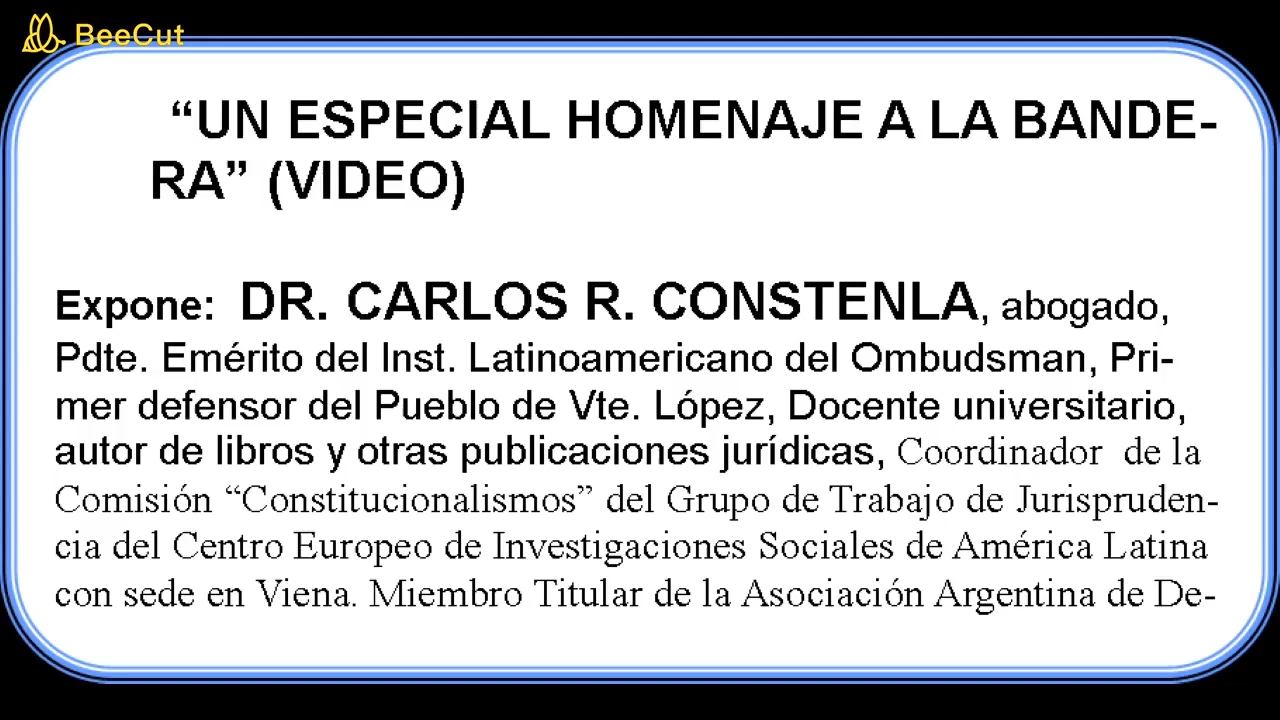 BeeCut
“UN ESPECIAL HOMENAJE A LA BANDE-
RA” (VIDEO)
Expone: DR. CARLOS R. CONSTENLA, abogado,
Pdte. Emérito del Inst. Latinoamericano del Ombudsman, Pri-
mer defensor del Pueblo de Vte. López, Docente universitario,
autor de libros y otras publicaciones jurídicas, Coordinador de la
Comisión “Constitucionalismos” del Grupo de Trabajo de Jurispruden-
cia del Centro Europeo de Investigaciones Sociales de América Latina
con sede en Viena. Miembro Titular de la Asociación Argentina de De-